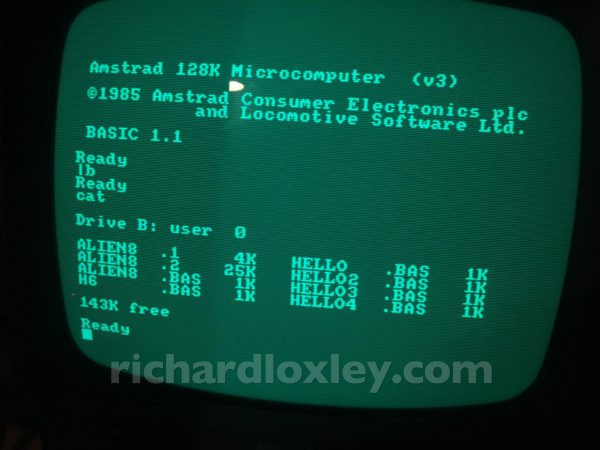 Amstrad 128K Microcomputer (v3)
©1985 Amstrad Consumer Electronics plc
and Locomotive Software Ltd.
BASIC 1.1
Ready
|b
Ready
cat
Drive B: user 0
ALIEN8 .1 4K HELLO .BAS 1K
ALIEN8 .2 25K HELLO2 .BAS 1K
ALIEN8 .BAS 1K HELLO3 .BAS 1K
H6 .BAS 1K HELLO4 .BAS 1K
143K free
Ready
richardloxley.com